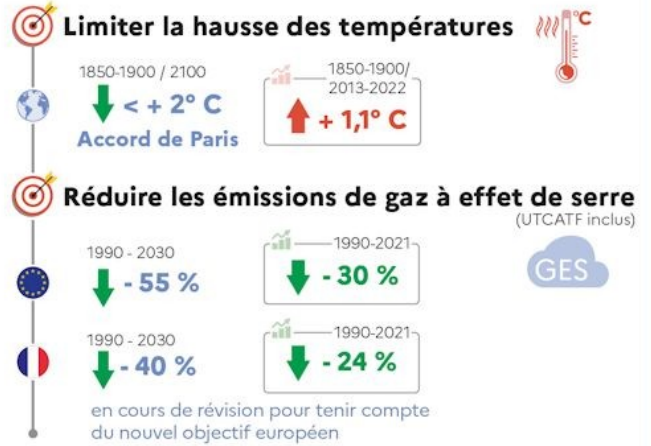 Limiter la hausse des températures
°C
1850-1900 / 2100
< + 2° C
Accord de Paris
1850-1900/
2013-2022
+ 1,1° C
Réduire les émissions de gaz à effet de serre
(UTCATF inclus)
GES
1990 - 2030
- 55 %
1990-2021
- 30 %
1990 - 2030
- 40 %
1990-2021
- 24 %
en cours de révision pour tenir compte
du nouvel objectif européen